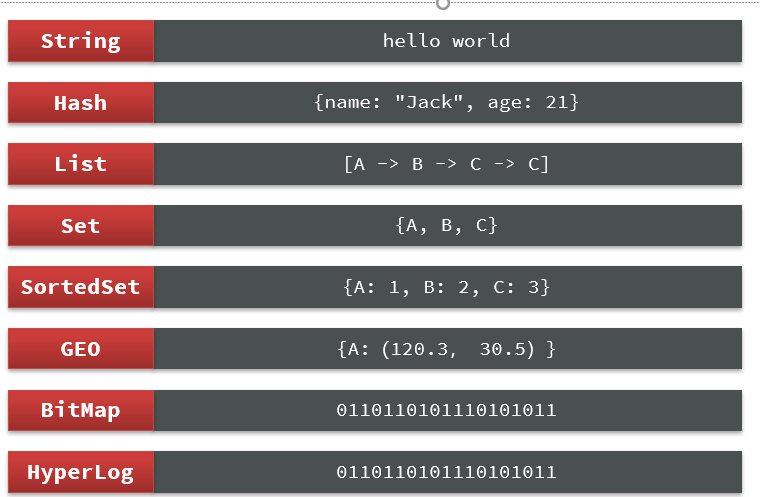 String hello world
Hash {name: "Jack", age: 21}
List [A -> B -> C -> C]
Set {A, B, C}
SortedSet {A: 1, B: 2, C: 3}
GEO {A: (120.3, 30.5) }
BitMap 0110110101110101011
HyperLog 0110110101110101011